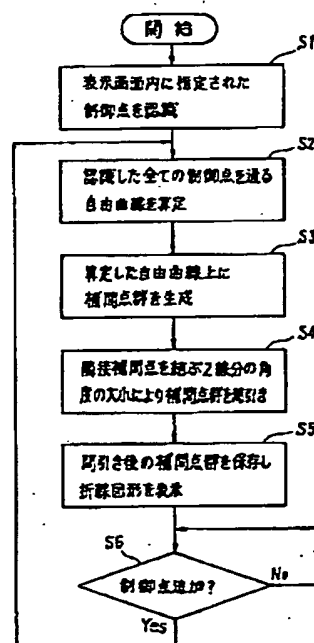 開始
S1
表示画面内に指定された
制御点を認識
S2
認識した全ての制御点を通る
自由曲線を算定
S3
算定した自由曲線上に
補間点群を生成
S4
隣接補間点を結ぶ2線分の角
度の大小により補間点群を間引き
S5
間引き後の補間点群を保存し
折線図形を表示
S6
制御点追加?
No
Yes